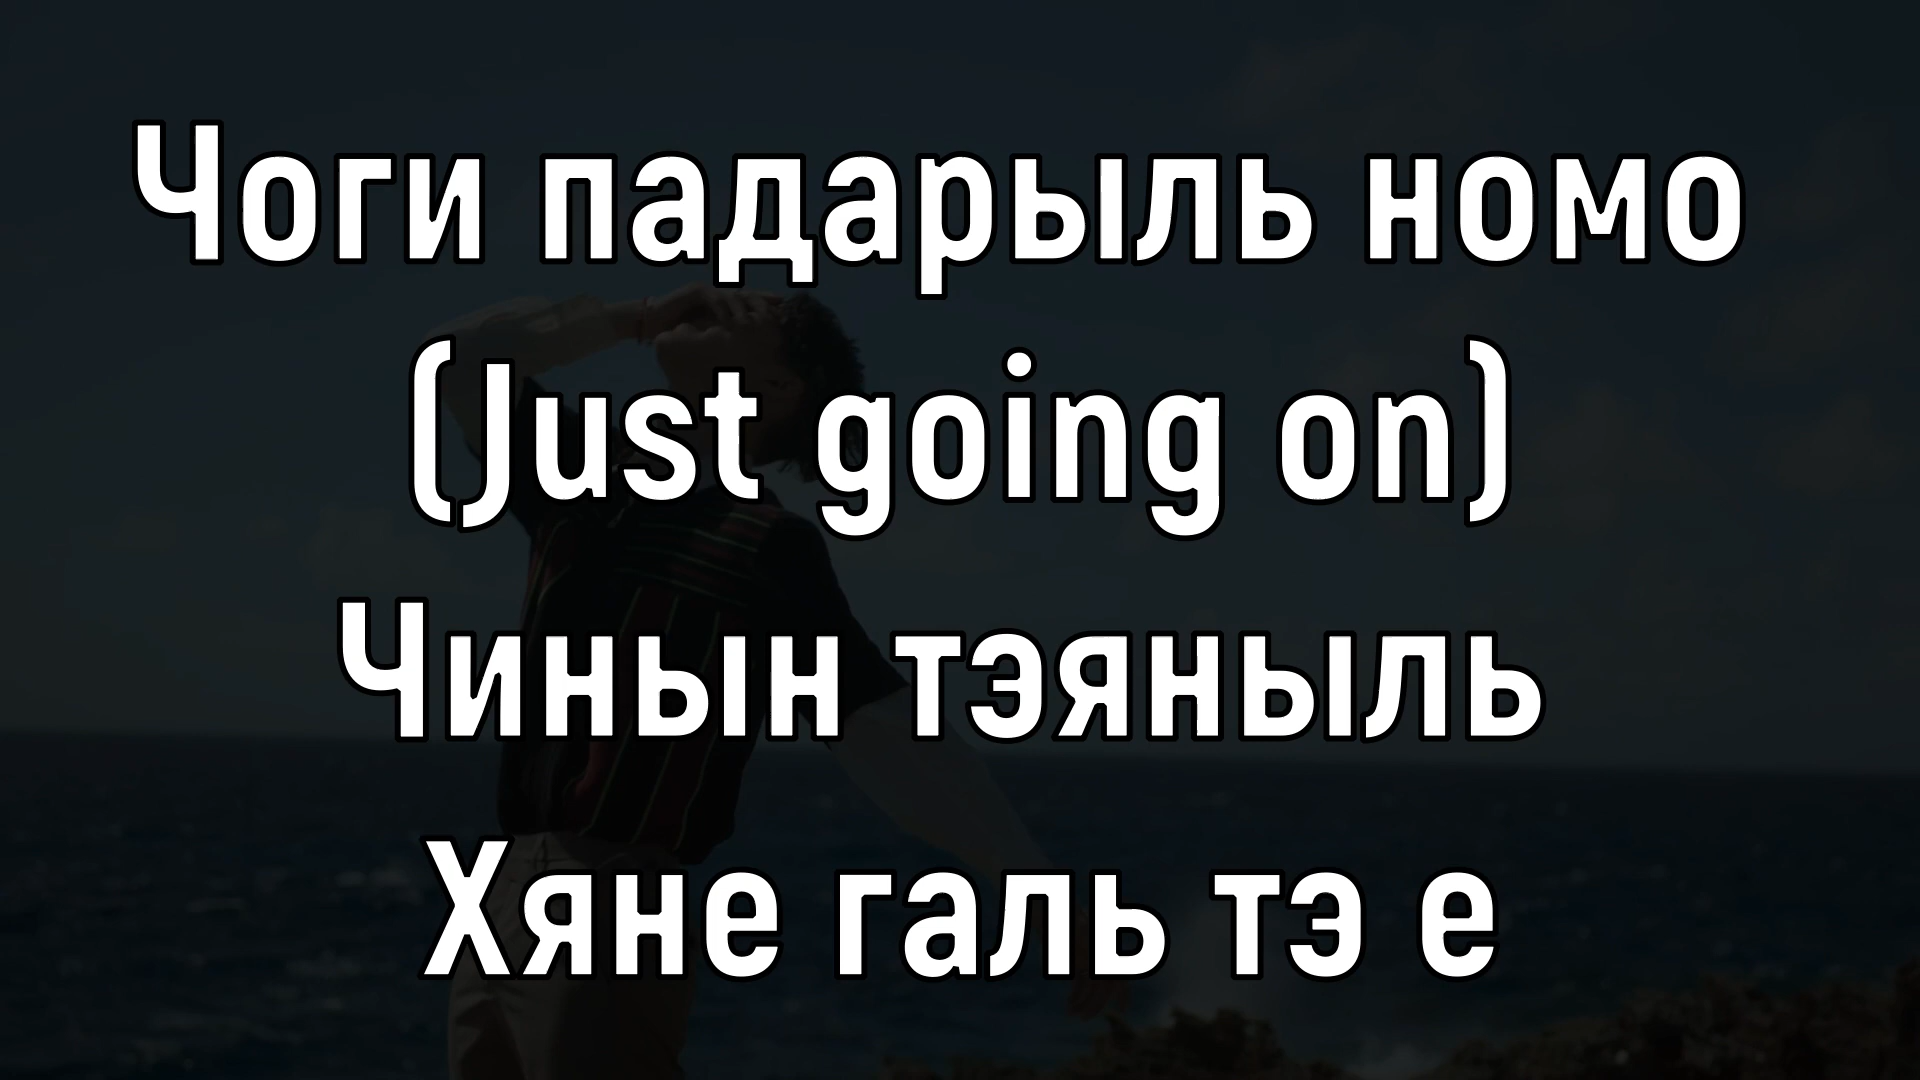 Чоги падарыль номо
(Just going on)
Чинын тэяныль
Хяне галь тэ е